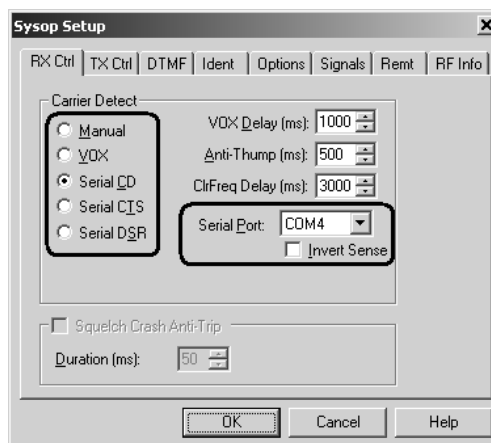 Sysop Setup
RX Ctrl TX Ctrl DTMF Ident Options Signals Remt RF Info
Carrier Detect
Manual
VOX
Serial CD
Serial CTS
Serial DSR
VOX Delay (ms): 1000
Anti-Thump (ms): 500
ClrFreq Delay (ms): 3000
Serial Port: COM4
Invert Sense
Squelch Crash Anti-Trip
Duration (ms): 50
OK Cancel Help